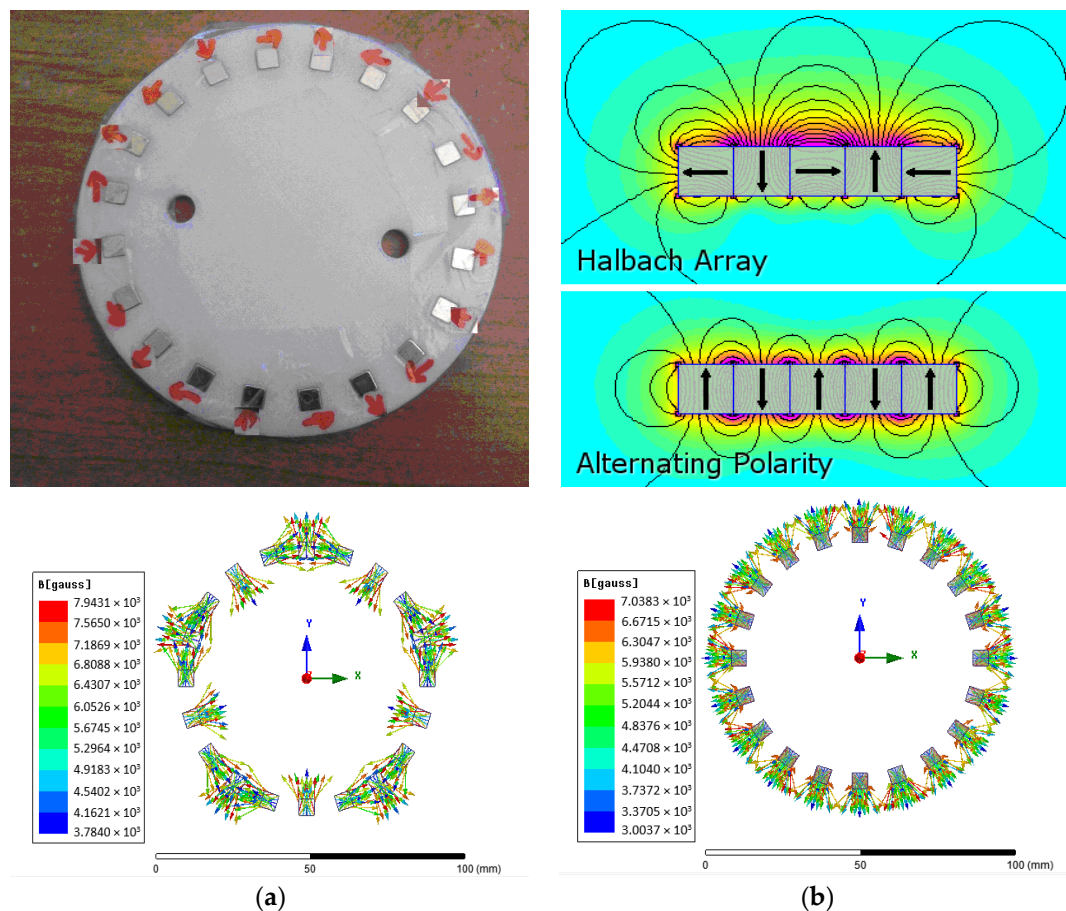 Halbach Array
Alternating Polarity
B[gauss]
7.9431 × 10³
7.5650 × 10³
7.1869 × 10³
6.8088 × 10³
6.4307 × 10³
6.0526 × 10³
5.6745 × 10³
5.2964 × 10³
4.9183 × 10³
4.5402 × 10³
4.1621 × 10³
3.7840 × 10³
Y
X
0 50 100 (mm)
B[gauss]
7.0383 × 10³
6.6715 × 10³
6.3047 × 10³
5.9380 × 10³
5.5712 × 10³
5.2044 × 10³
4.8376 × 10³
4.4708 × 10³
4.1040 × 10³
3.7372 × 10³
3.3705 × 10³
3.0037 × 10³
Y
X
0 50 100 (mm)
(a) (b)